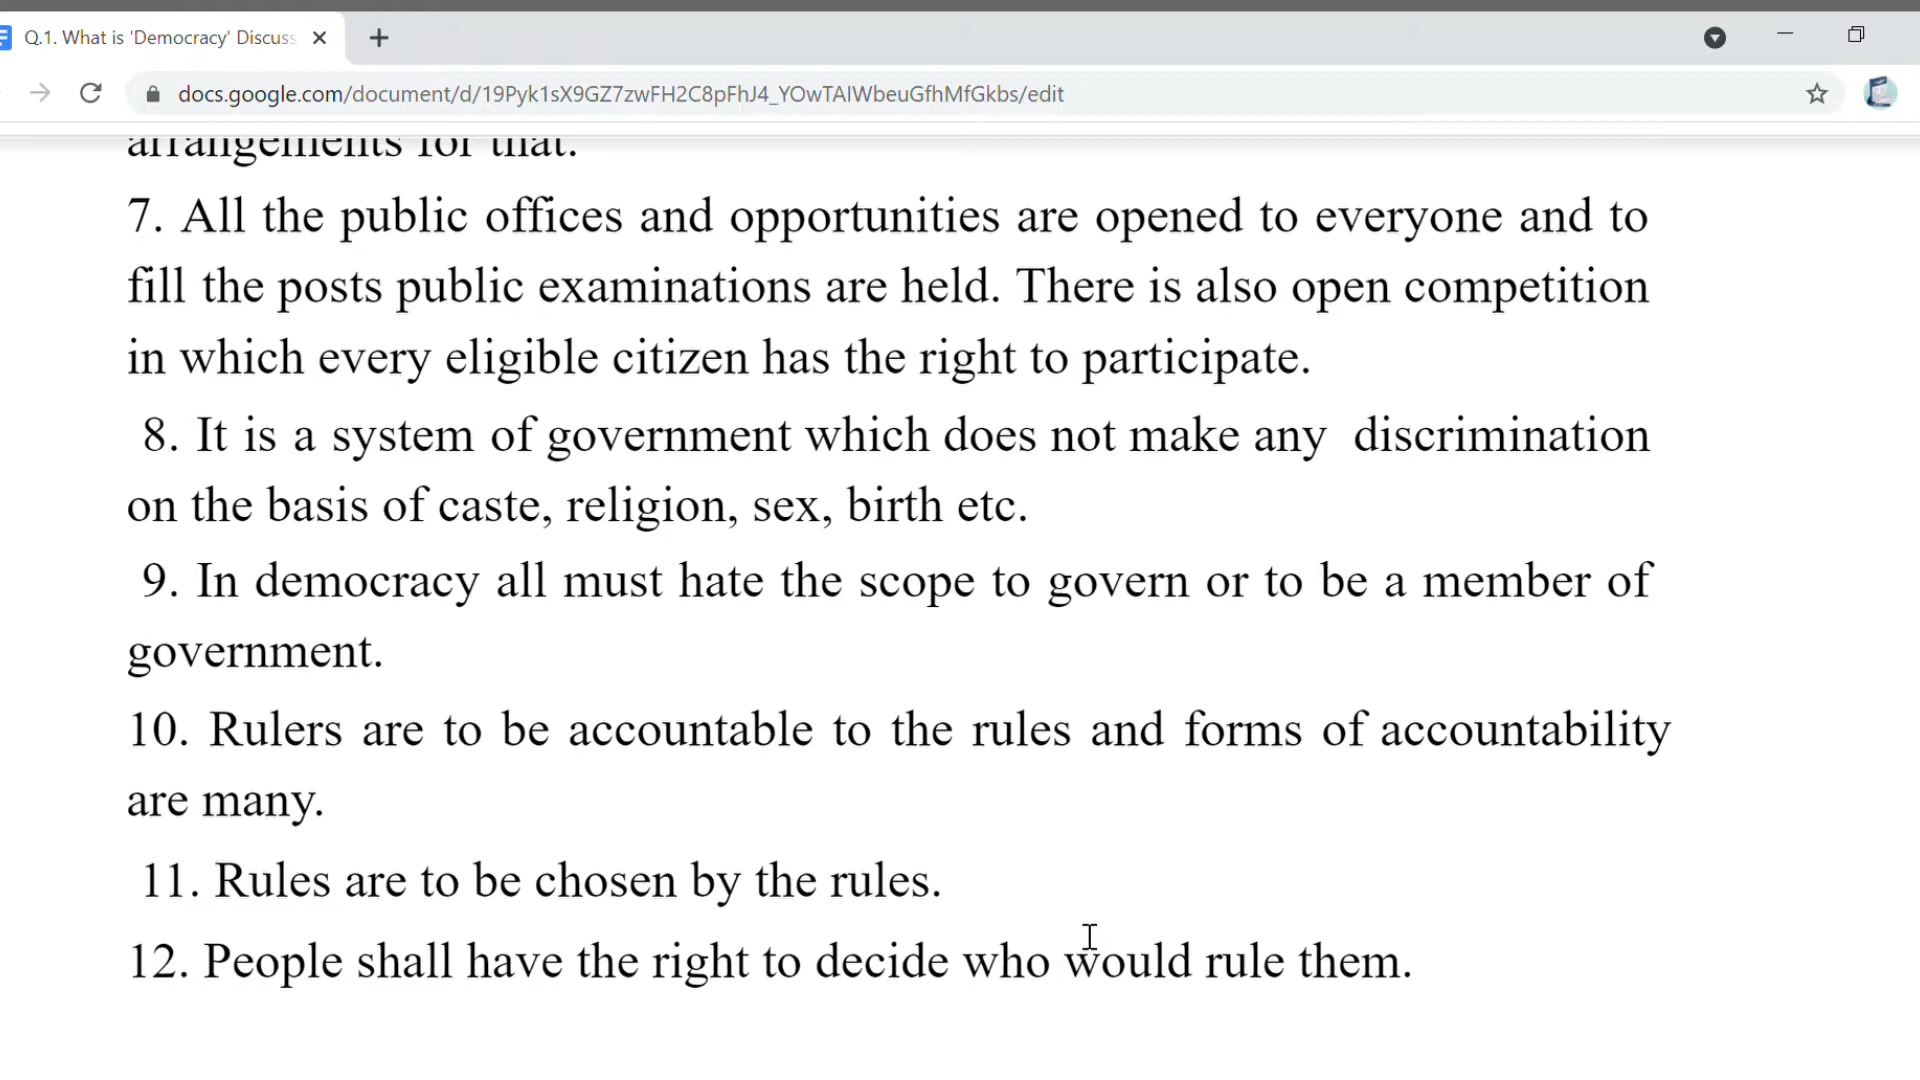 Q.1. What is 'Democracy' Discuss
docs.google.com/document/d/19Pyk1sX9GZ7zwFH2C8pFhJ4_YOwTAIWbeuGfhMfGkbs/edit
arrangements for that.
7. All the public offices and opportunities are opened to everyone and to
fill the posts public examinations are held. There is also open competition
in which every eligible citizen has the right to participate.
8. It is a system of government which does not make any discrimination
on the basis of caste, religion, sex, birth etc.
9. In democracy all must hate the scope to govern or to be a member of
government.
10. Rulers are to be accountable to the rules and forms of accountability
are many.
11. Rules are to be chosen by the rules.
12. People shall have the right to decide who would rule them.